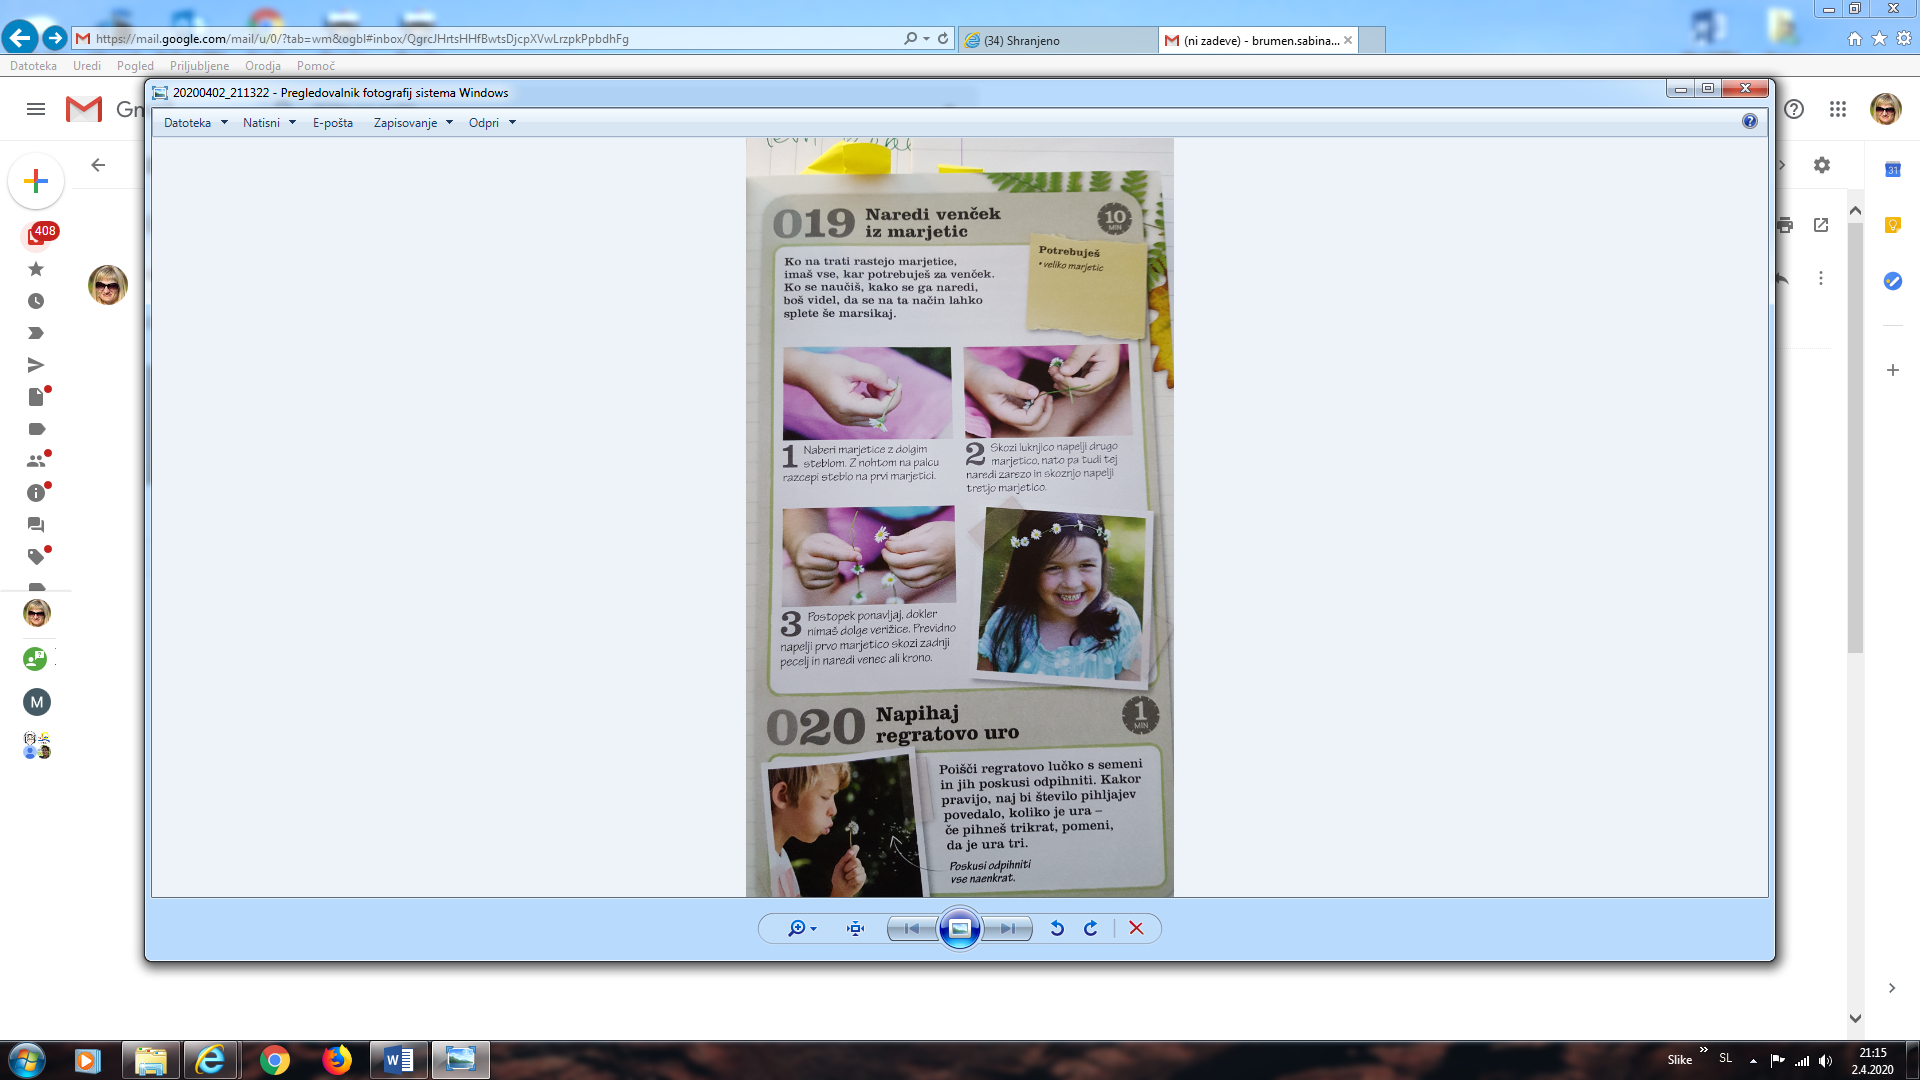 https://mail.google.com/mail/u/0/?tab=wm&ogbl#inbox/QgrcJHrtsHHfBwtsDjcpXVwLrzpkPpbdhFg
(34) Shranjeno
(ni zadeve) - brumen.sabina...
Datoteka Uredi Pogled Priljubljene Orodja Pomoč
20200402_211322 - Pregledovalnik fotografij sistema Windows
Datoteka Natisni E-pošta Zapisovanje Odpri
408
31
M
019 Naredi venček
iz marjetic
10
MIN
Ko na trati rastejo marjetice,
imaš vse, kar potrebuješ za venček.
Ko se naučiš, kako se ga naredi,
boš videl, da se na ta način lahko
splete še marsikaj.
Potrebuješ
• veliko marjetic
1 Naberi marjetice z dolgim
steblom. Z nohtom na palcu
razcepi steblo na prvi marjetici.
2 Skozi luknjico napelji drugo
marjetico, nato pa tudi tej
naredi zarezo in skoznjo napelji
tretjo marjetico.
3 Postopek ponavljaj, dokler
nimaš dolge verižice. Previdno
napelji prvo marjetico skozi zadnji
pecelj in naredi venec ali krono.
020 Napihaj
regratovo uro
1
MIN
Poišči regratovo lučko s semeni
in jih poskusi odpihniti. Kakor
pravijo, naj bi število pihljajev
povedalo, koliko je ura –
če pihneš trikrat, pomeni,
da je ura tri.
Poskusi odpihniti
vse naenkrat.
Slike
SL
21:15
2.4.2020